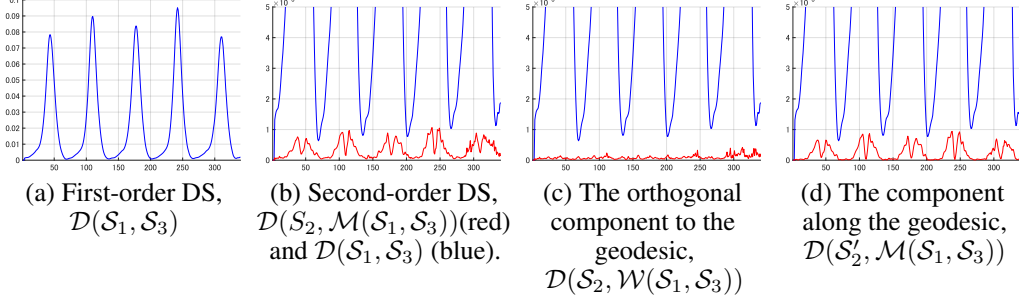 0.1
0.09
0.08
0.07
0.06
0.05
0.04
0.03
0.02
0.01
0
50 100 150 200 250 300
5
4
3
2
1
0
50 100 150 200 250 300
5
4
3
2
1
0
50 100 150 200 250 300
5
4
3
2
1
0
50 100 150 200 250 300
(a) First-order DS,
𝒟(𝒮₁, 𝒮₃)
(b) Second-order DS,
𝒟(S₂, ℳ(𝒮₁, 𝒮₃))(red)
and 𝒟(𝒮₁, 𝒮₃) (blue).
(c) The orthogonal
component to the
geodesic,
𝒟(𝒮₂, 𝒲(𝒮₁, 𝒮₃))
(d) The component
along the geodesic,
𝒟(𝒮′₂, ℳ(𝒮₁, 𝒮₃))